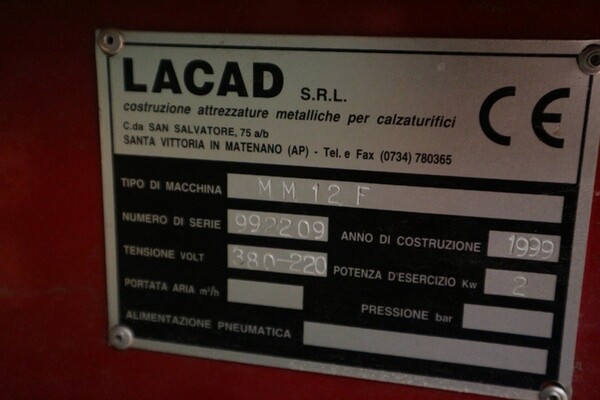 LACAD S.R.L.
costruzione attrezzature metalliche per calzaturifici
C.da SAN SALVATORE, 75 a/b
SANTA VITTORIA IN MATENANO (AP) - Tel. e Fax (0734) 780365
CE
TIPO DI MACCHINA MM12F
NUMERO DI SERIE 992209 ANNO DI COSTRUZIONE 1999
TENSIONE VOLT 380-220 POTENZA D'ESERCIZIO Kw 2
PORTATA ARIA m³/h PRESSIONE bar
ALIMENTAZIONE PNEUMATICA